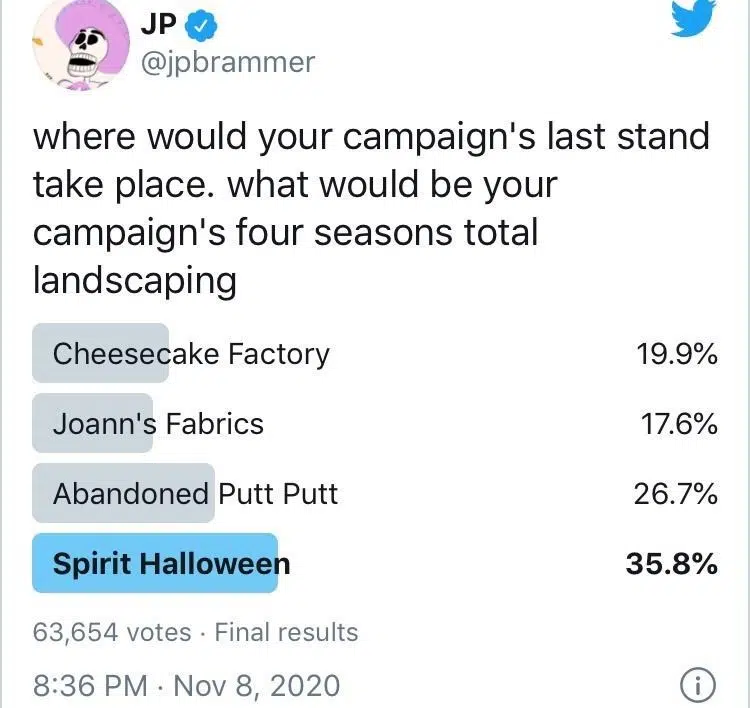 JP
@jpbrammer
where would your campaign's last stand
take place. what would be your
campaign's four seasons total
landscaping
Cheesecake Factory 19.9%
Joann's Fabrics 17.6%
Abandoned Putt Putt 26.7%
Spirit Halloween 35.8%
63,654 votes · Final results
8:36 PM · Nov 8, 2020